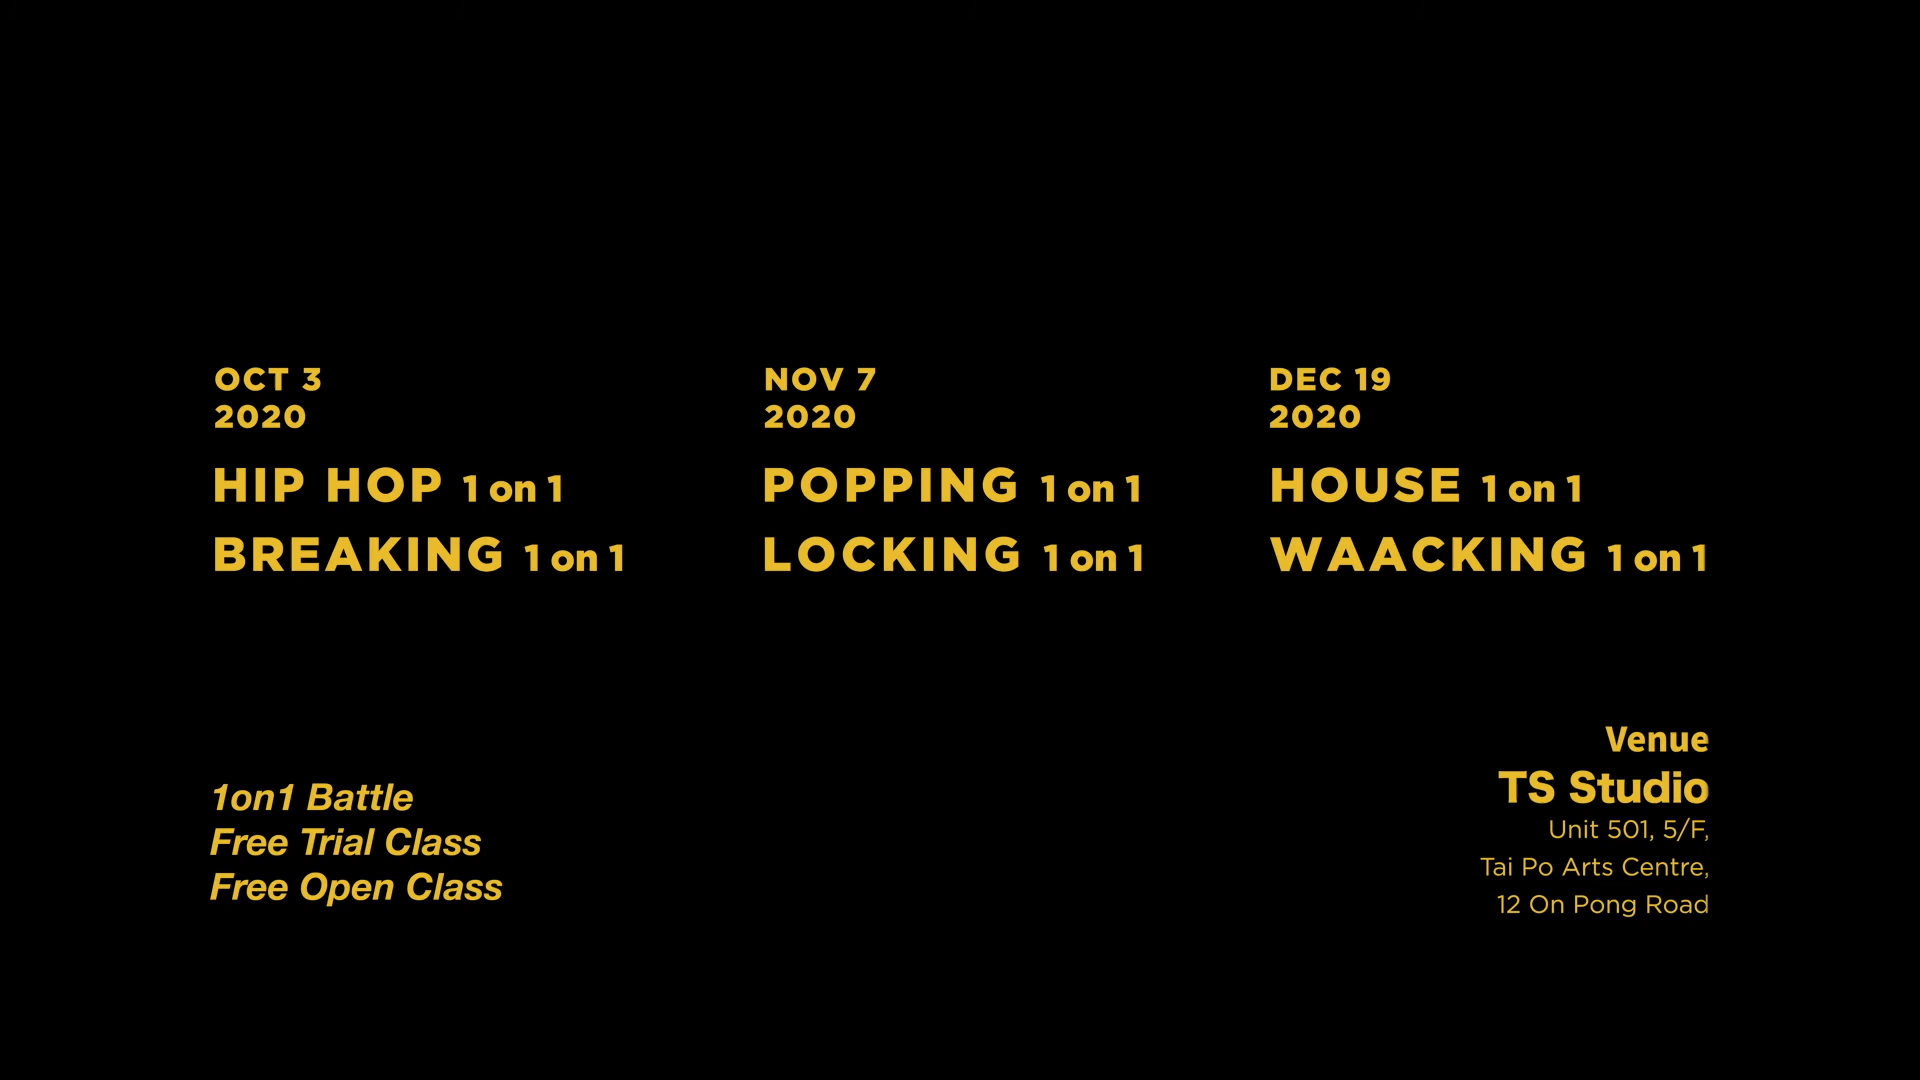 OCT 3
2020
HIP HOP 1 on 1
BREAKING 1 on 1
NOV 7
2020
POPPING 1 on 1
LOCKING 1 on 1
DEC 19
2020
HOUSE 1 on 1
WAACKING 1 on 1
1on1 Battle
Free Trial Class
Free Open Class
Venue
TS Studio
Unit 501, 5/F,
Tai Po Arts Centre,
12 On Pong Road